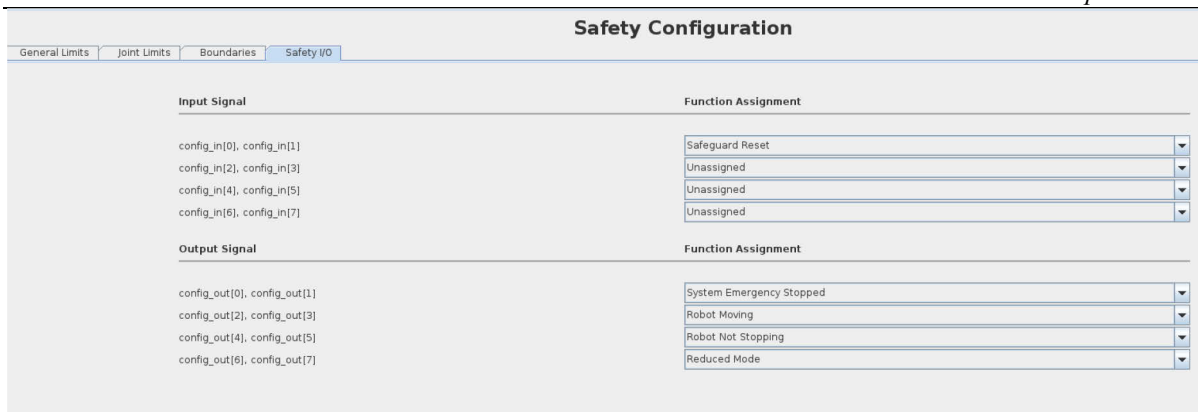 Safety Configuration
General Limits Joint Limits Boundaries Safety I/O
Input Signal Function Assignment
config_in[0], config_in[1] Safeguard Reset
config_in[2], config_in[3] Unassigned
config_in[4], config_in[5] Unassigned
config_in[6], config_in[7] Unassigned
Output Signal Function Assignment
config_out[0], config_out[1] System Emergency Stopped
config_out[2], config_out[3] Robot Moving
config_out[4], config_out[5] Robot Not Stopping
config_out[6], config_out[7] Reduced Mode